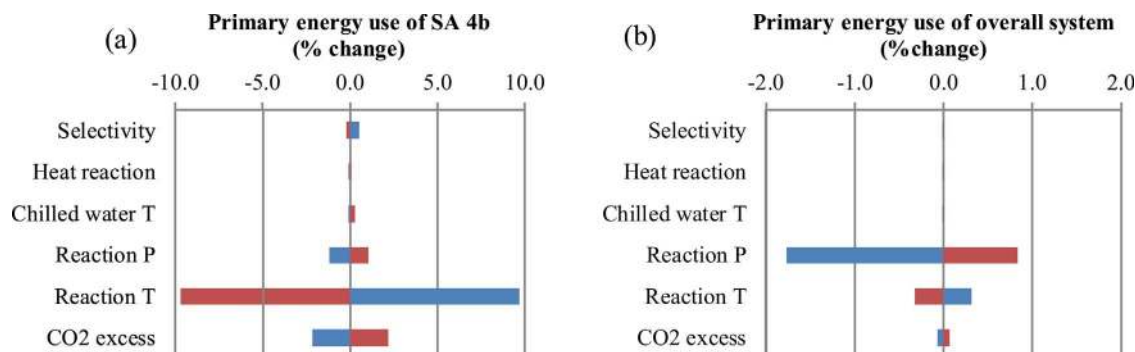 (a)
Primary energy use of SA 4b
(% change)
-10.0 -5.0 0.0 5.0 10.0
Selectivity
Heat reaction
Chilled water T
Reaction P
Reaction T
CO2 excess
(b)
Primary energy use of overall system
(%change)
-2.0 -1.0 0.0 1.0 2.0
Selectivity
Heat reaction
Chilled water T
Reaction P
Reaction T
CO2 excess